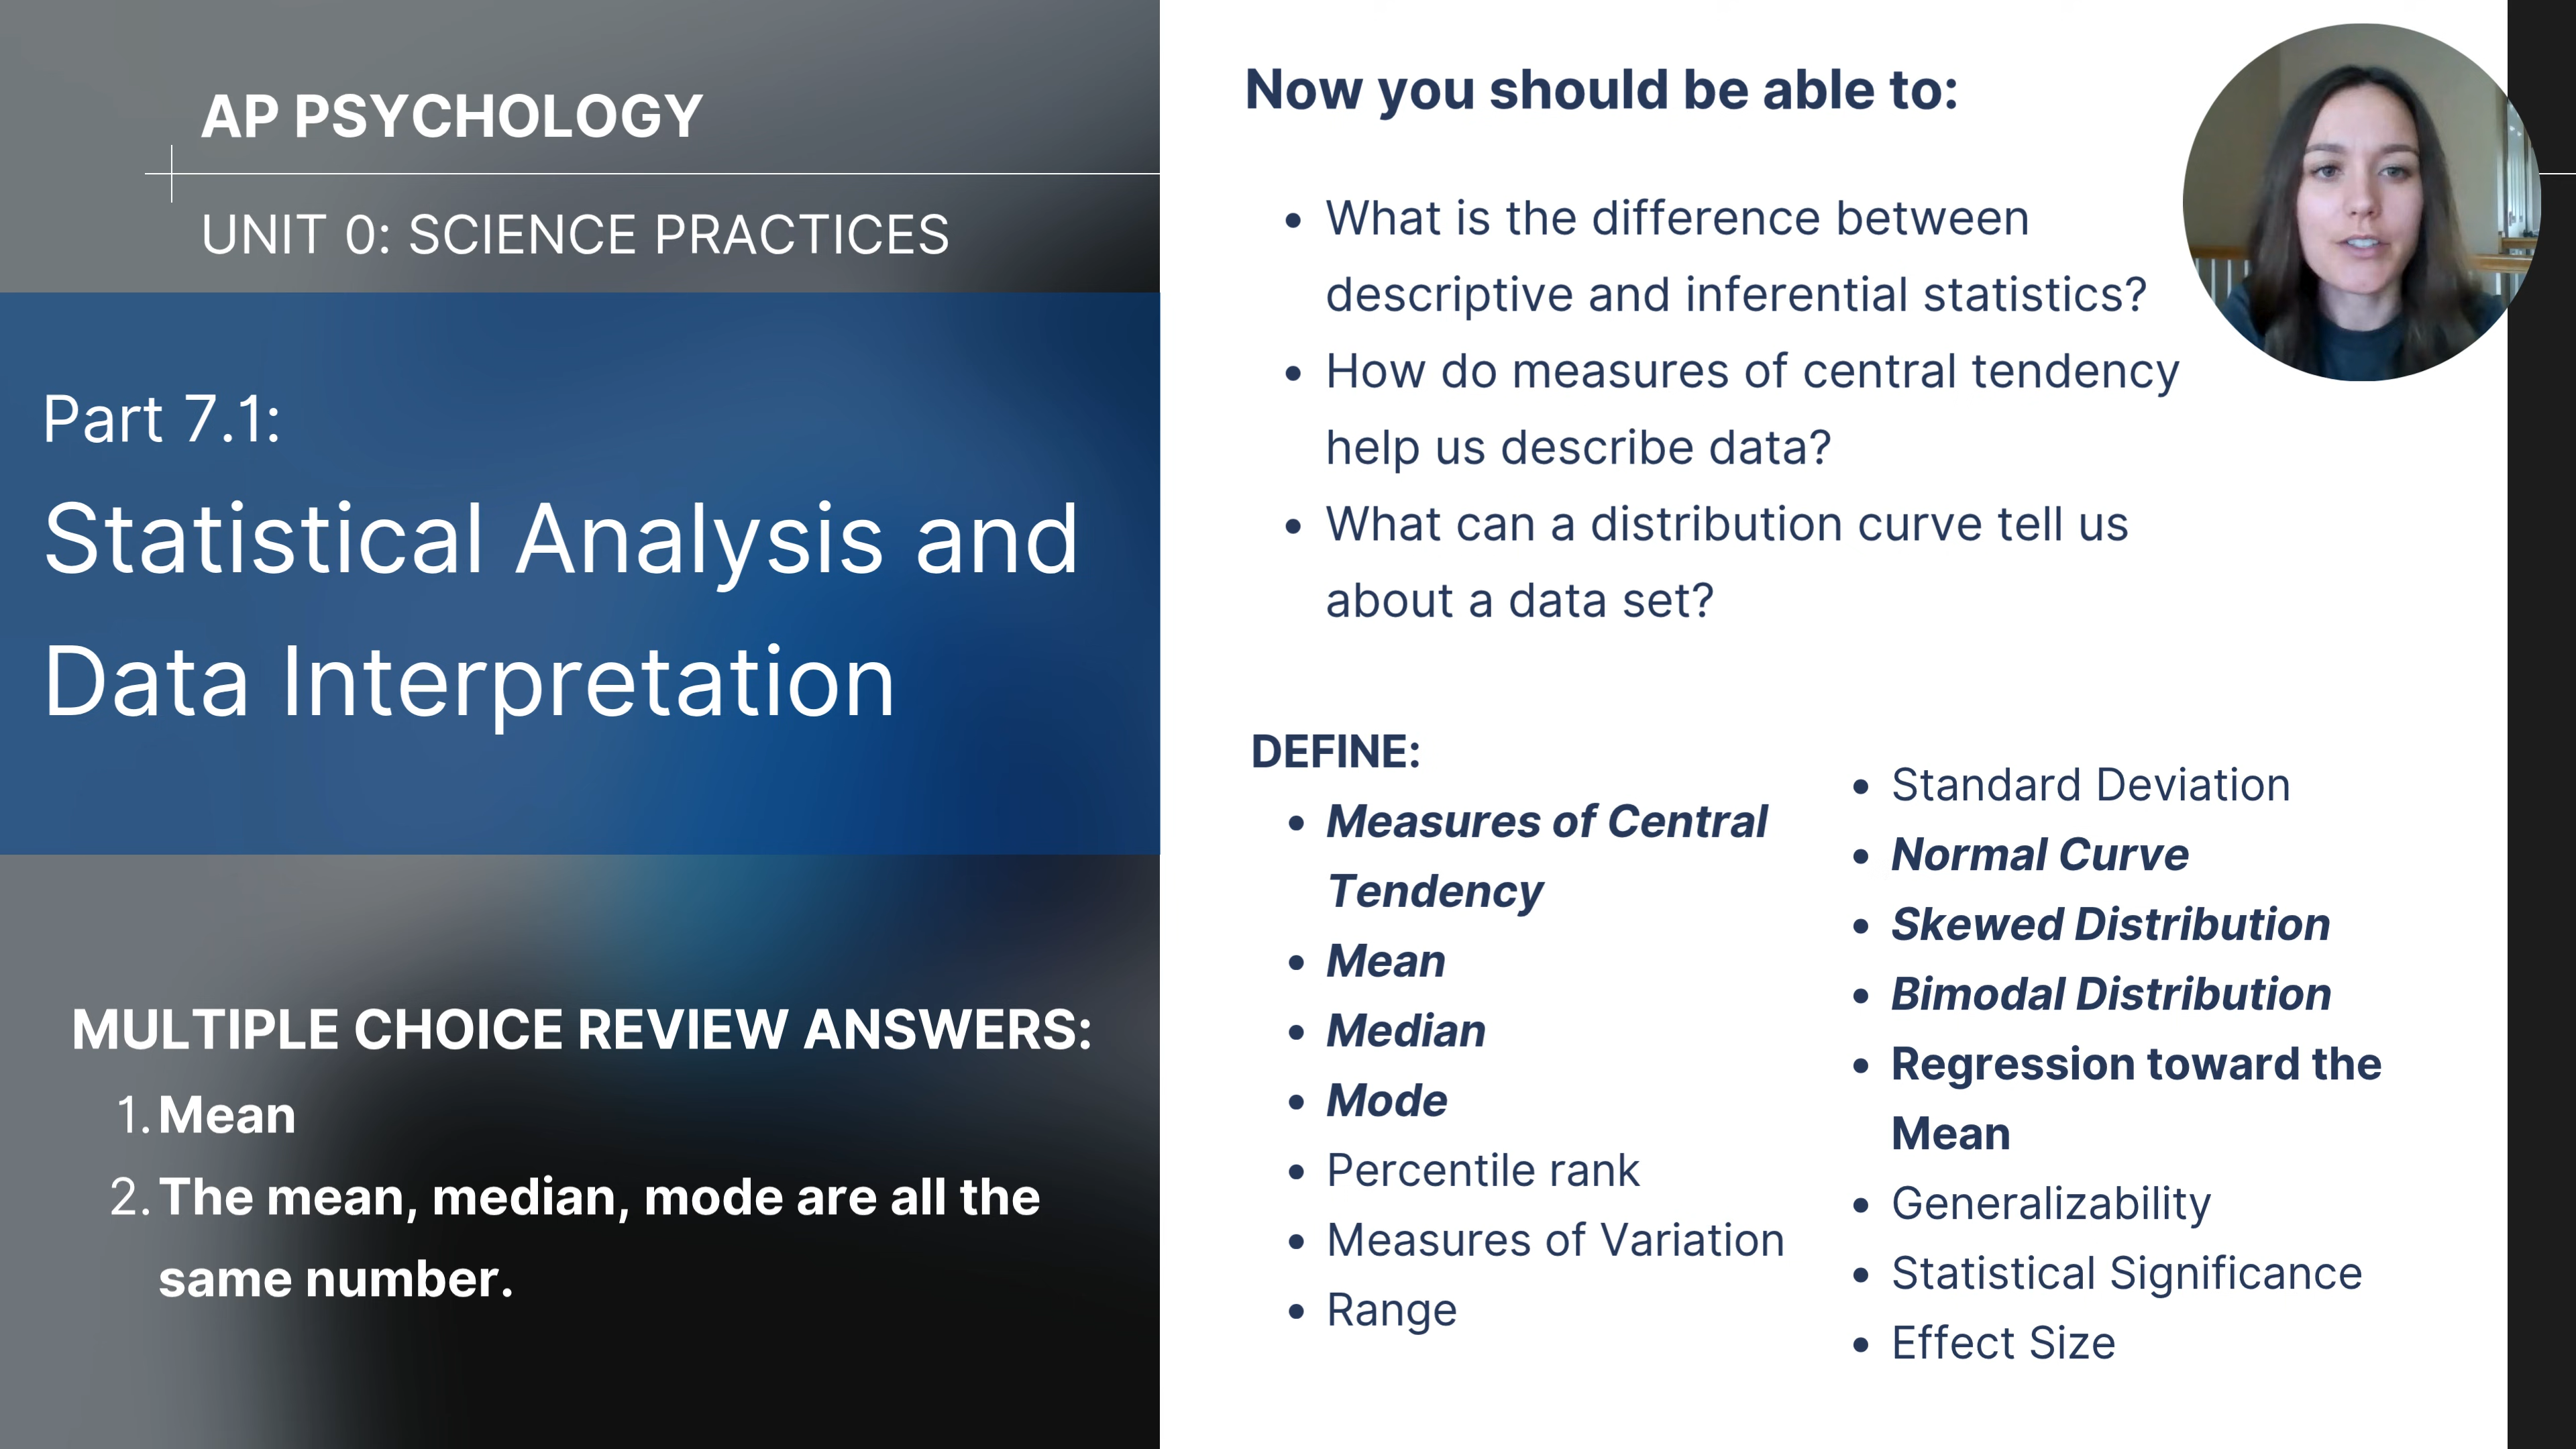 AP PSYCHOLOGY
UNIT 0: SCIENCE PRACTICES
Part 7.1:
Statistical Analysis and
Data Interpretation
MULTIPLE CHOICE REVIEW ANSWERS:
1. Mean
2. The mean, median, mode are all the
same number.
Now you should be able to:
• What is the difference between
descriptive and inferential statistics?
• How do measures of central tendency
help us describe data?
• What can a distribution curve tell us
about a data set?
DEFINE:
• Measures of Central
Tendency
• Mean
• Median
• Mode
• Percentile rank
• Measures of Variation
• Range
• Standard Deviation
• Normal Curve
• Skewed Distribution
• Bimodal Distribution
• Regression toward the
Mean
• Generalizability
• Statistical Significance
• Effect Size